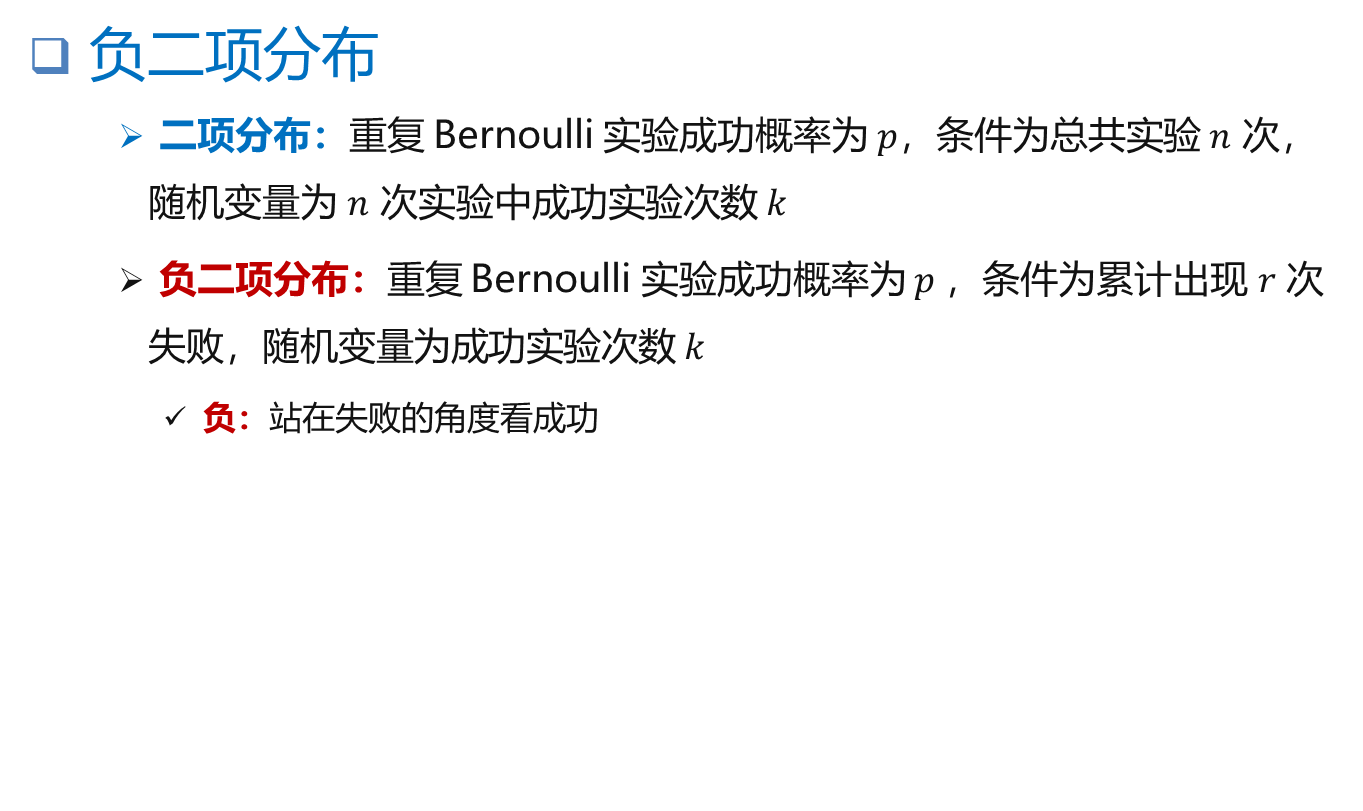 负二项分布
二项分布：重复 Bernoulli 实验成功概率为 p，条件为总共实验 n 次，
随机变量为 n 次实验中成功实验次数 k
负二项分布：重复 Bernoulli 实验成功概率为 p ，条件为累计出现 r 次
失败，随机变量为成功实验次数 k
负：站在失败的角度看成功